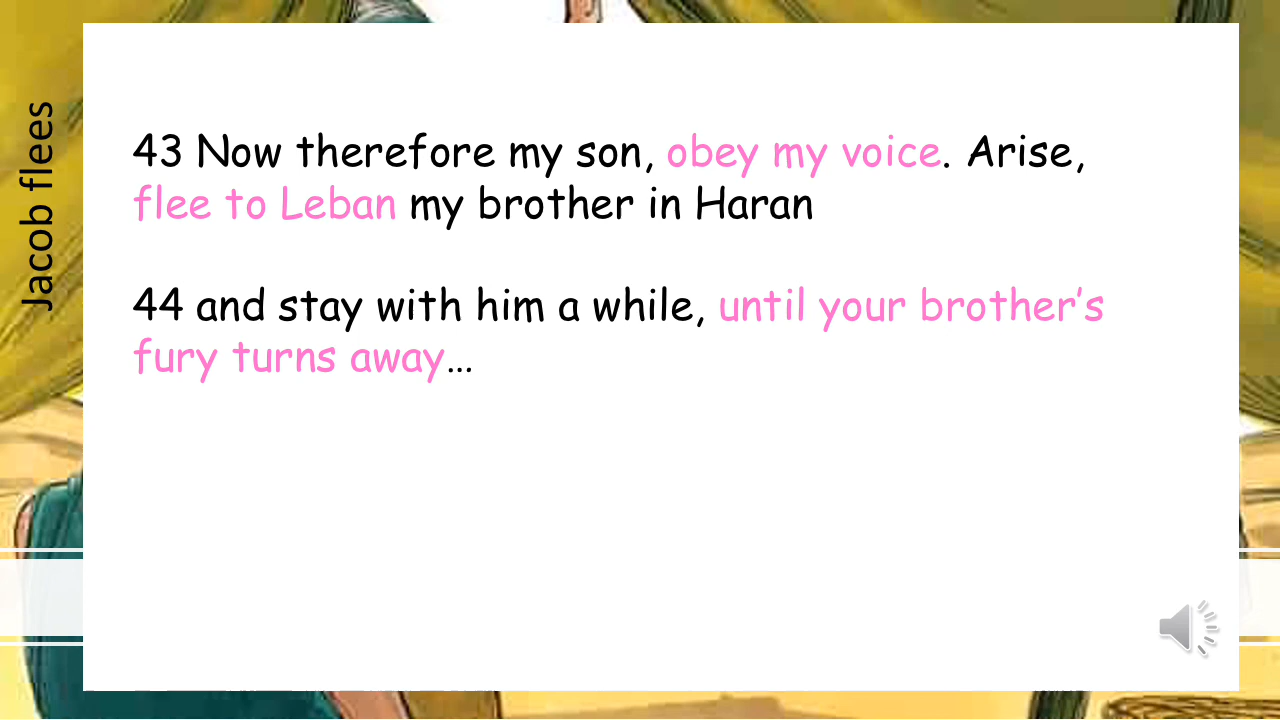 Jacob flees
43 Now therefore my son, obey my voice. Arise,
flee to Leban my brother in Haran
44 and stay with him a while, until your brother’s
fury turns away…